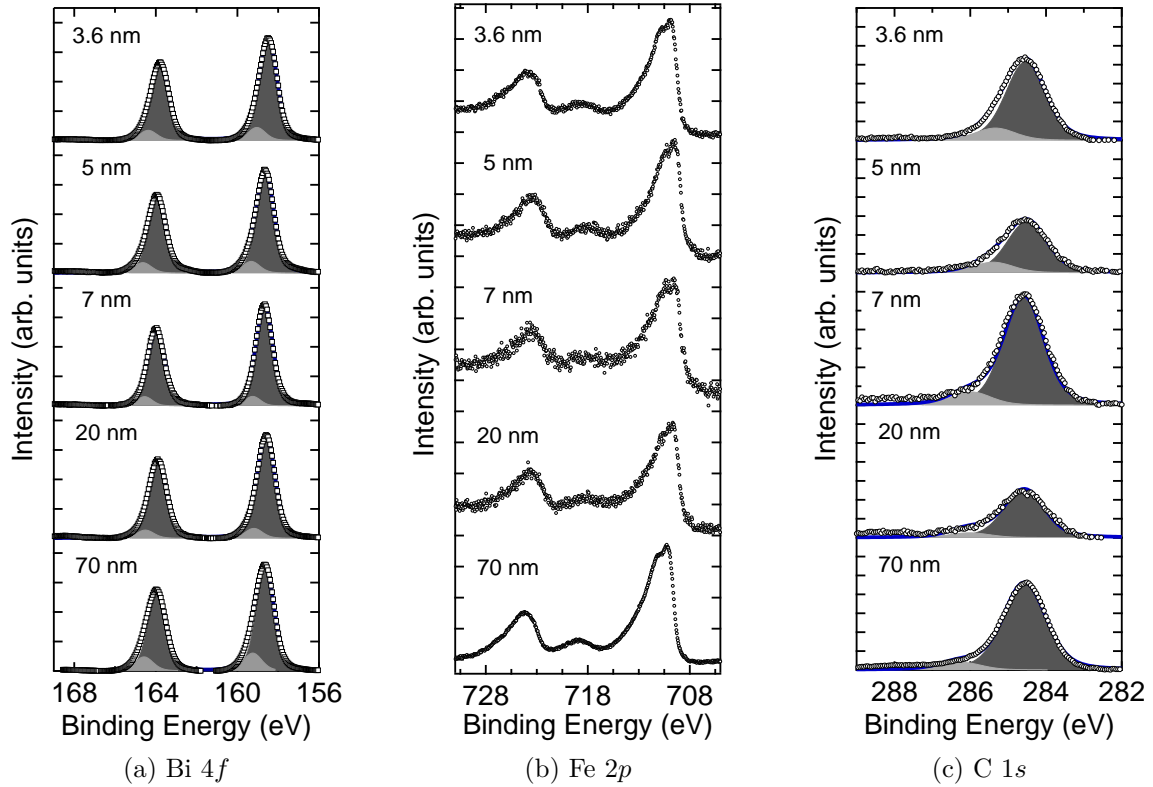 3.6 nm
5 nm
7 nm
20 nm
70 nm
Intensity (arb. units)
168 164 160 156
Binding Energy (eV)
(a) Bi 4f
3.6 nm
5 nm
7 nm
20 nm
70 nm
Intensity (arb. units)
728 718 708
Binding Energy (eV)
(b) Fe 2p
3.6 nm
5 nm
7 nm
20 nm
70 nm
Intensity (arb. units)
288 286 284 282
Binding Energy (eV)
(c) C 1s